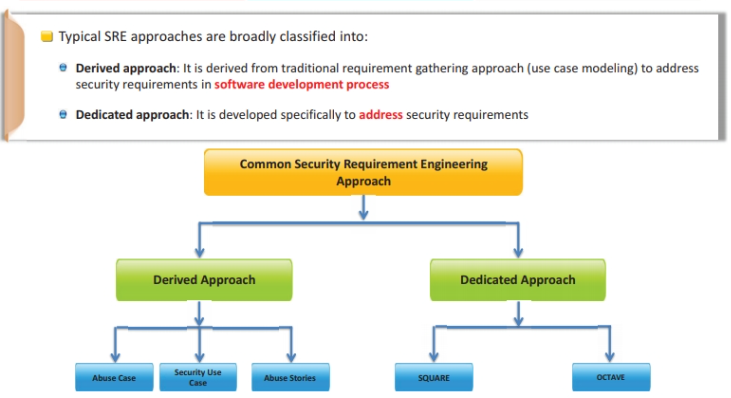 Typical SRE approaches are broadly classified into:
Derived approach: It is derived from traditional requirement gathering approach (use case modeling) to address
security requirements in software development process
Dedicated approach: It is developed specifically to address security requirements
Common Security Requirement Engineering
Approach
Derived Approach
Dedicated Approach
Abuse Case
Security Use
Case
Abuse Stories
SQUARE
OCTAVE